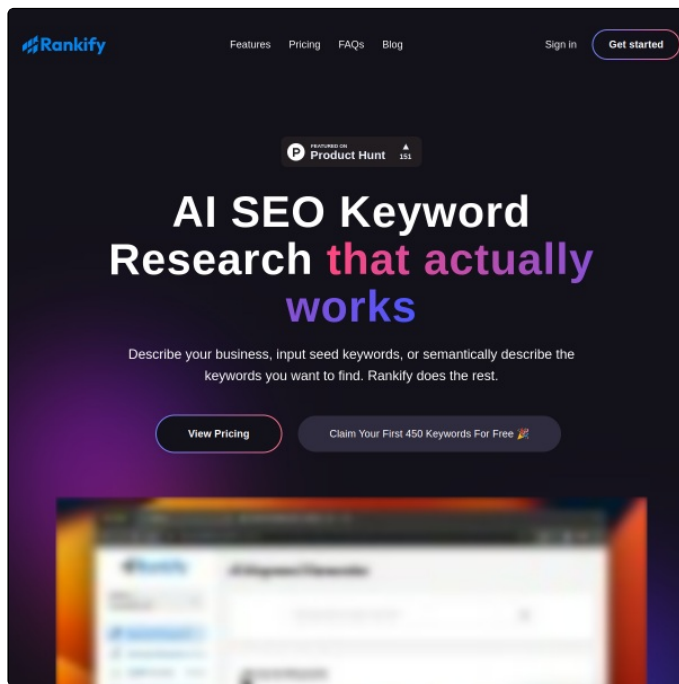 Rankify
Features Pricing FAQs Blog
Sign in
Get started
P
FEATURED ON
Product Hunt
151
AI SEO Keyword
Research that actually
works
Describe your business, input seed keywords, or semantically describe the
keywords you want to find. Rankify does the rest.
View Pricing
Claim Your First 450 Keywords For Free 🎉